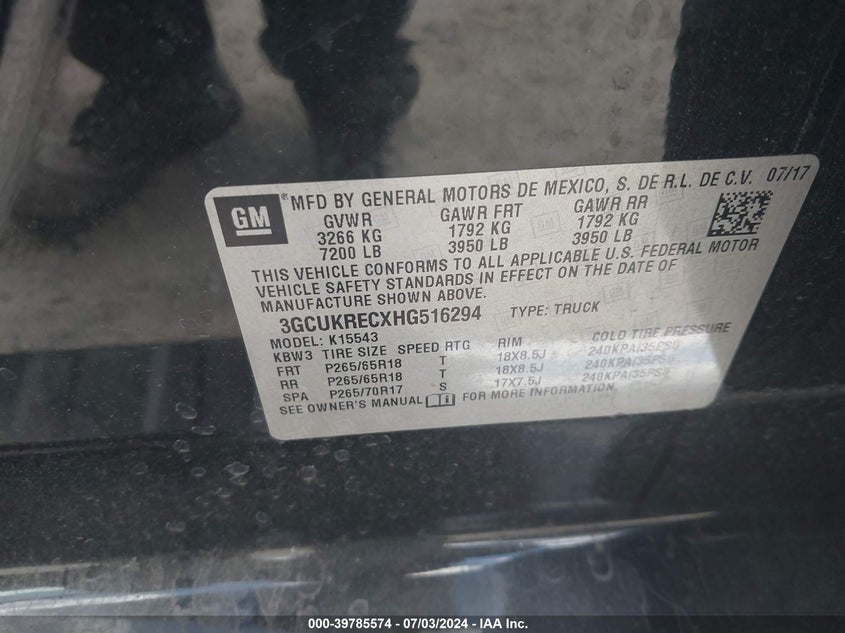 GM ® MFD BY GENERAL MOTORS DE MEXICO, S. DE R.L. DE C.V. 07/17
GVWR GAWR FRT GAWR RR
3266 KG 1792 KG 1792 KG
7200 LB 3950 LB 3950 LB
THIS VEHICLE CONFORMS TO ALL APPLICABLE U.S. FEDERAL MOTOR
VEHICLE SAFETY STANDARDS IN EFFECT ON THE DATE OF
MANUFACTURE SHOWN ABOVE.
3GCUKRECXHG516294 TYPE: TRUCK
MODEL: K15543
KBW3 TIRE SIZE SPEED RTG RIM COLD TIRE PRESSURE
FRT P265/65R18 T 18X8.5J 240KPA(35PSI)
RR P265/65R18 T 18X8.5J 240KPA(35PSI)
SPA P265/70R17 S 17X7.5J 240KPA(35PSI)
SEE OWNER'S MANUAL FOR MORE INFORMATION.
000-39785574 / 07/03/2024 - IAA Inc.